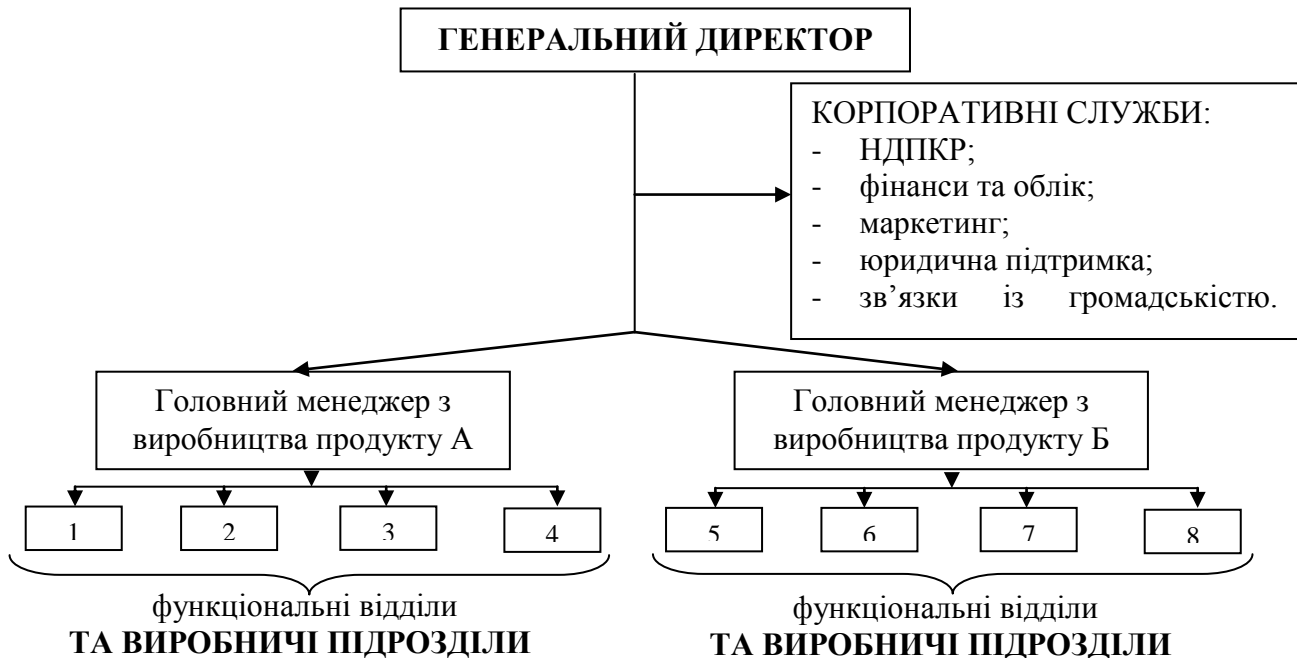 ГЕНЕРАЛЬНИЙ ДИРЕКТОР
КОРПОРАТИВНІ СЛУЖБИ:
- НДПКР;
- фінанси та облік;
- маркетинг;
- юридична підтримка;
- зв’язки із громадськістю.
Головний менеджер з
виробництва продукту А
Головний менеджер з
виробництва продукту Б
1 2 3 4
5 6 7 8
функціональні відділи
ТА ВИРОБНИЧІ ПІДРОЗДІЛИ
функціональні відділи
ТА ВИРОБНИЧІ ПІДРОЗДІЛИ